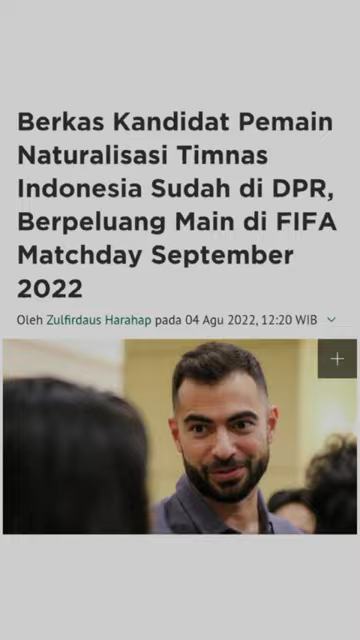 Berkas Kandidat Pemain
Naturalisasi Timnas
Indonesia Sudah di DPR,
Berpeluang Main di FIFA
Matchday September
2022
Oleh Zulfirdaus Harahap pada 04 Agu 2022, 12:20 WIB